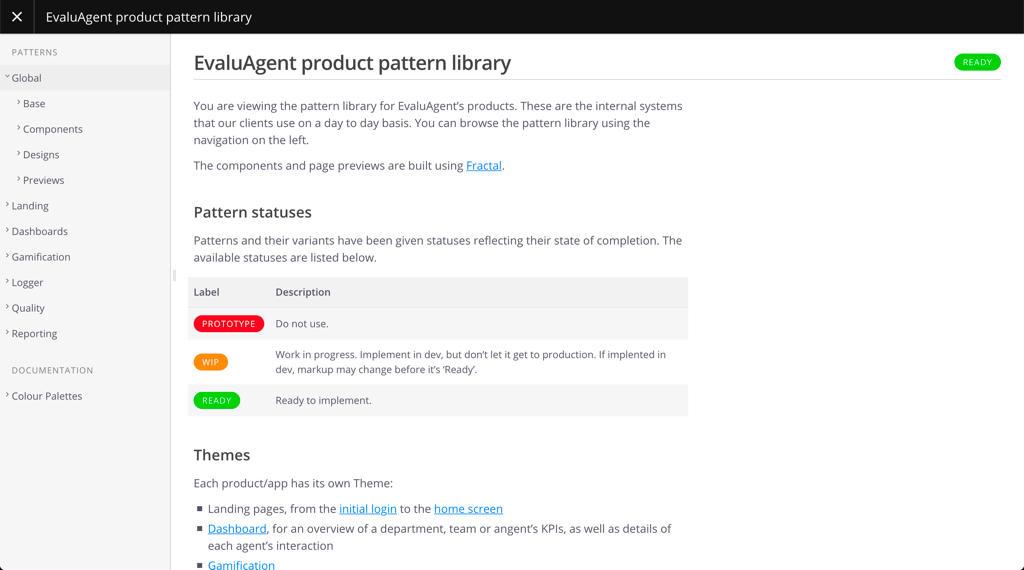 EvaluAgent product pattern library
PATTERNS
Global
Base
Components
Designs
Previews
Landing
Dashboards
Gamification
Logger
Quality
Reporting
DOCUMENTATION
Colour Palettes
EvaluAgent product pattern library
READY
You are viewing the pattern library for EvaluAgent’s products. These are the internal systems
that our clients use on a day to day basis. You can browse the pattern library using the
navigation on the left.
The components and page previews are built using Fractal.
Pattern statuses
Patterns and their variants have been given statuses reflecting their state of completion. The
available statuses are listed below.
Label Description
PROTOTYPE Do not use.
WIP Work in progress. Implement in dev, but don’t let it get to production. If implented in
dev, markup may change before it’s ‘Ready’.
READY Ready to implement.
Themes
Each product/app has its own Theme:
Landing pages, from the initial login to the home screen
Dashboard, for an overview of a department, team or angent’s KPIs, as well as details of
each agent’s interaction
Gamification